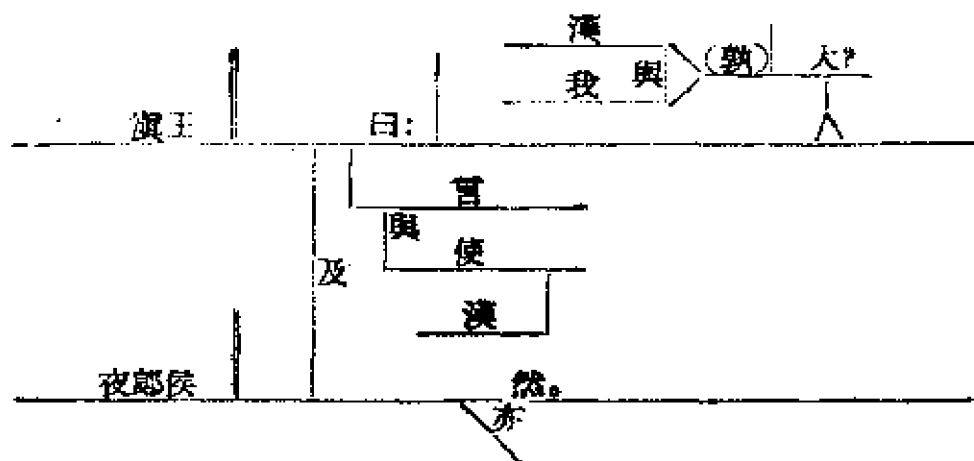 漢
我 與 (孰) 大?
滇王 曰:
言
與 使
及
漢
夜郎侯 然。
亦